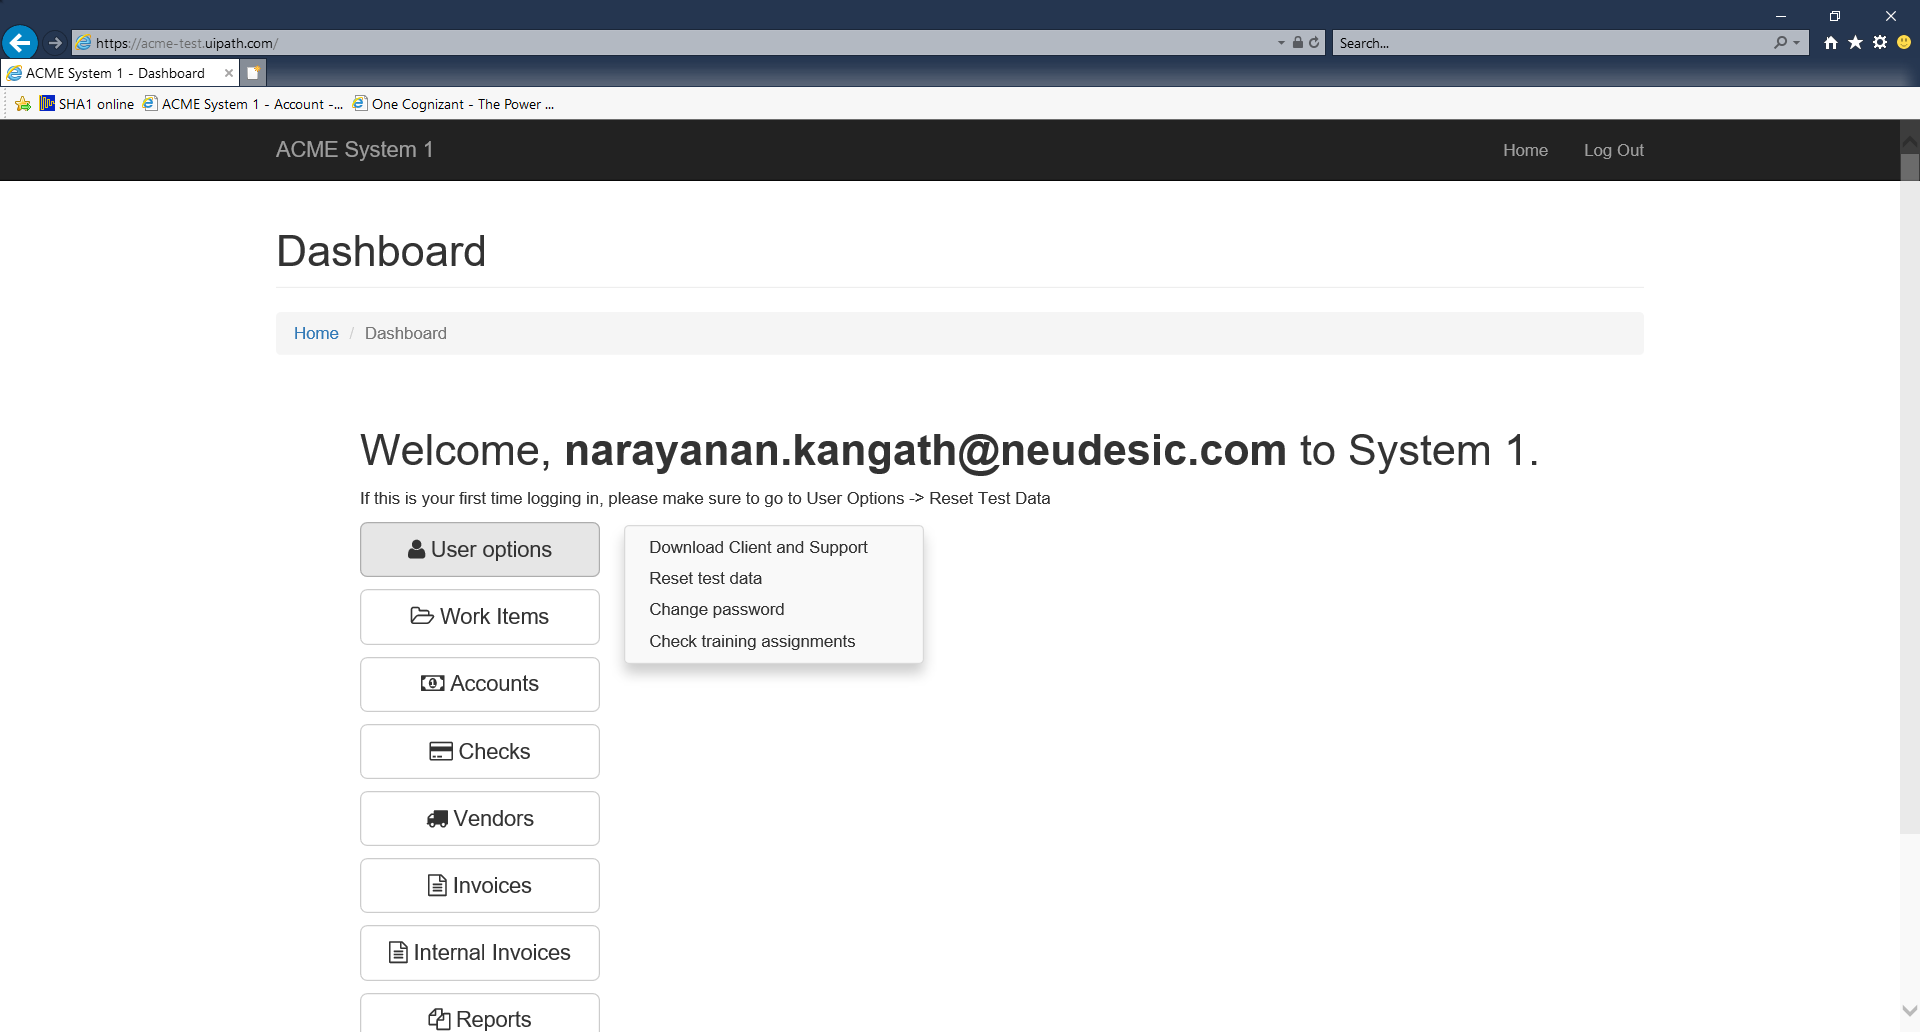 https://acme-test.uipath.com/
Search...
ACME System 1 - Dashboard
SHA1 online
ACME System 1 - Account -...
One Cognizant - The Power ...
ACME System 1
Home
Log Out
Dashboard
Home / Dashboard
Welcome, narayanan.kangath@neudesic.com to System 1.
If this is your first time logging in, please make sure to go to User Options -> Reset Test Data
User options
Download Client and Support
Reset test data
Change password
Check training assignments
Work Items
Accounts
Checks
Vendors
Invoices
Internal Invoices
Reports